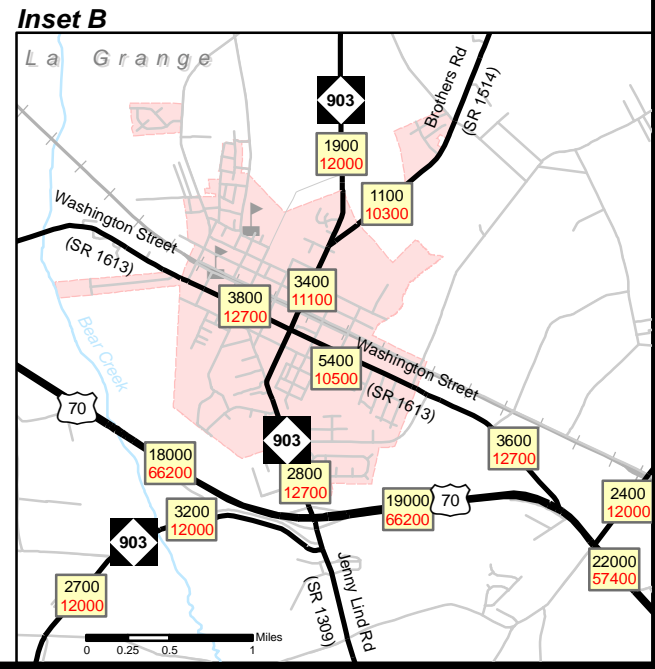 Inset B
La Grange
903
Brothers Rd
(SR 1514)
1900
12000
1100
10300
Washington Street
(SR 1613)
3400
11100
3800
12700
Bear Creek
5400
10500
Washington Street
(SR 1613)
70
903
18000
66200
2800
12700
3600
12700
19000
66200
70
2400
12000
3200
12000
903
22000
57400
2700
12000
Jenny Lind Rd
(SR 1309)
Miles
0 0.25 0.5 1